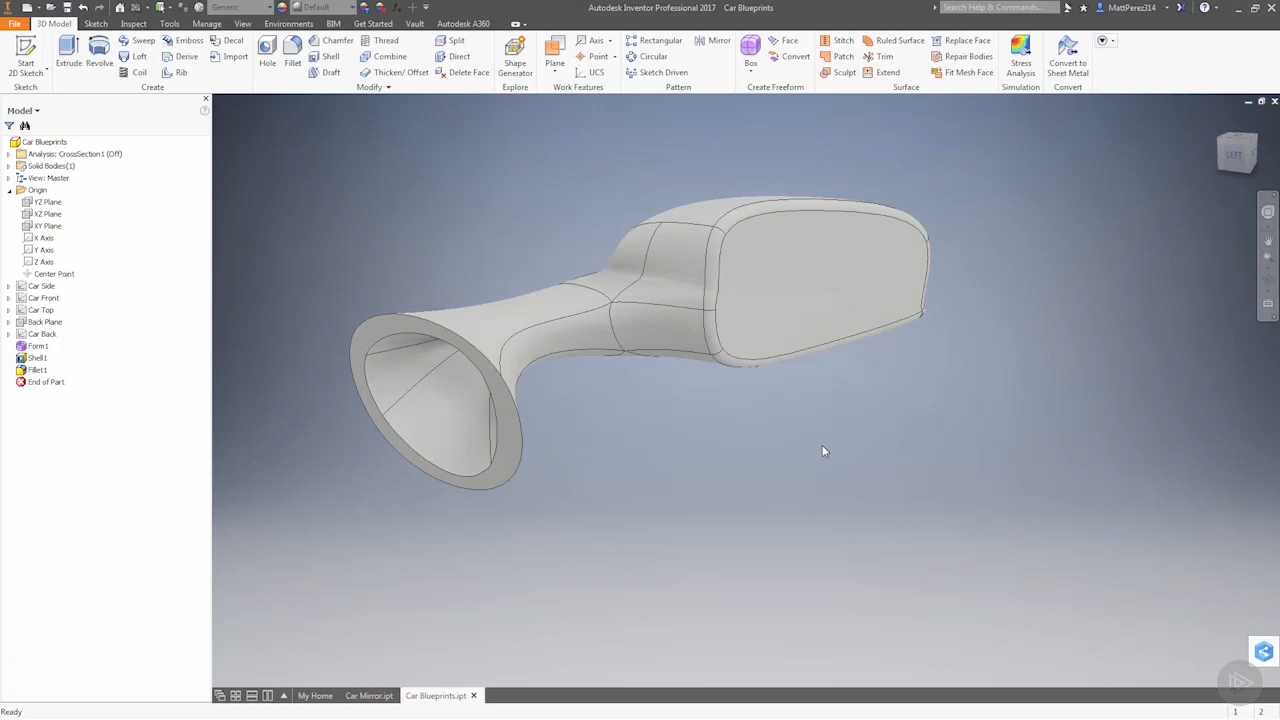 Generic
Default
Autodesk Inventor Professional 2017 Car Blueprints
Search Help & Commands...
MattPerez314
File 3D Model Sketch Inspect Tools Manage View Environments BIM Get Started Vault Autodesk A360
Start
2D Sketch
Sketch
Extrude Revolve
Sweep Emboss Decal
Loft Derive Import
Coil Rib
Create
Hole Fillet
Chamfer Thread Split
Shell Combine Direct
Draft Thicken/ Offset Delete Face
Modify
Shape
Generator
Explore
Plane
Axis
Point
UCS
Work Features
Rectangular Mirror
Circular
Sketch Driven
Pattern
Box
Face
Convert
Create Freeform
Stitch Ruled Surface Replace Face
Patch Trim Repair Bodies
Sculpt Extend Fit Mesh Face
Surface
Stress
Analysis
Simulation
Convert to
Sheet Metal
Convert
Model
Car Blueprints
Analysis: CrossSection1 (Off)
Solid Bodies(1)
View: Master
Origin
YZ Plane
XZ Plane
XY Plane
X Axis
Y Axis
Z Axis
Center Point
Car Side
Car Front
Car Top
Back Plane
Car Back
Form1
Shell1
Fillet1
End of Part
LEFT
My Home Car Mirror.ipt Car Blueprints.ipt
Ready
1 2